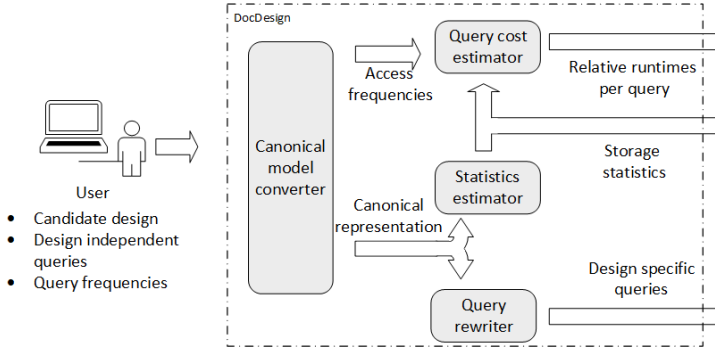 DocDesign
Query cost
estimator
Access
frequencies
Relative runtimes
per query
Canonical
model
converter
Storage
statistics
Statistics
estimator
Canonical
representation
User
• Candidate design
• Design independent
queries
• Query frequencies
Design specific
queries
Query
rewriter